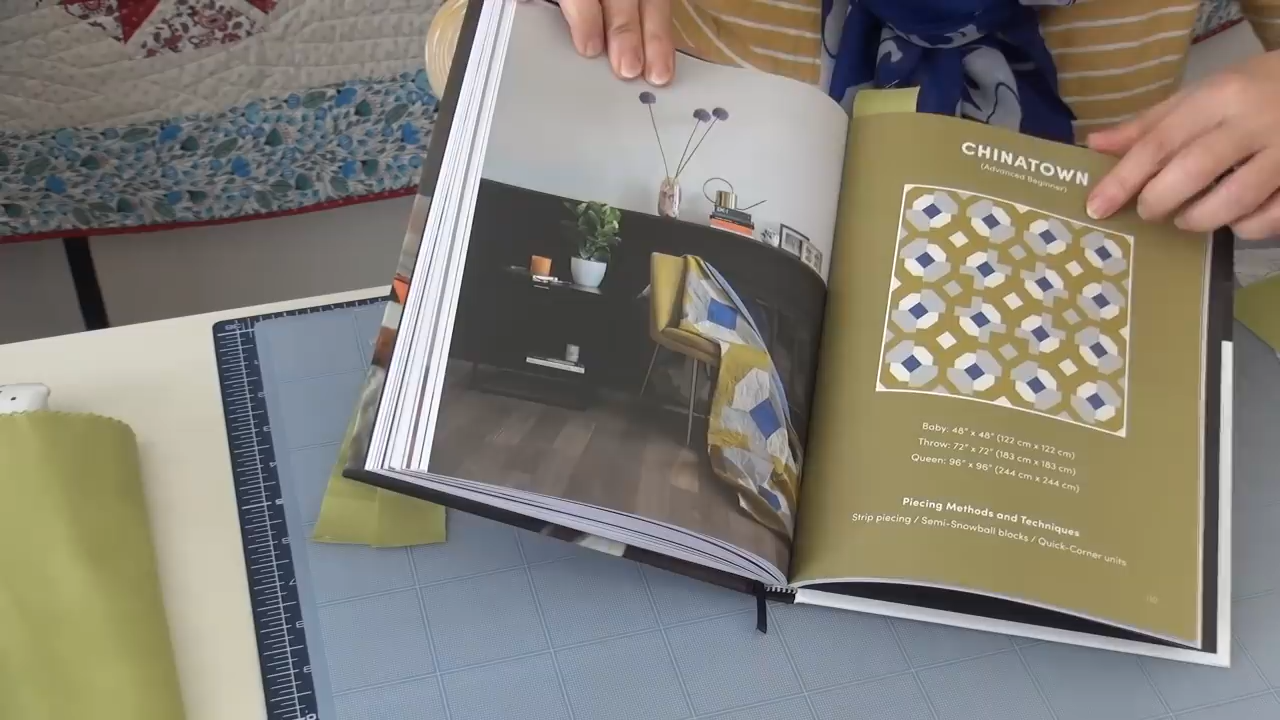 CHINATOWN
(Advanced Beginner)
Baby: 48" x 48" (122 cm x 122 cm)
Throw: 72" x 72" (183 cm x 183 cm)
Queen: 96" x 96" (244 cm x 244 cm)
Piecing Methods and Techniques
Strip piecing / Semi-Snowball blocks / Quick-Corner units